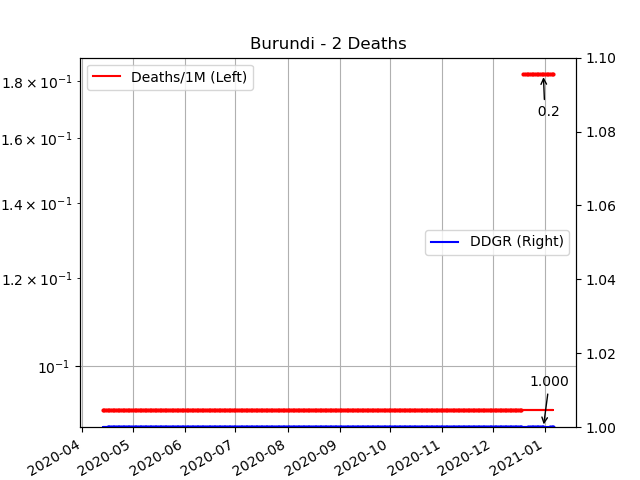 Burundi - 2 Deaths
Deaths/1M (Left)
DDGR (Right)
0.2
1.000
1.8 × 10⁻¹
1.6 × 10⁻¹
1.4 × 10⁻¹
1.2 × 10⁻¹
10⁻¹
1.10
1.08
1.06
1.04
1.02
1.00
2020-04
2020-05
2020-06
2020-07
2020-08
2020-09
2020-10
2020-11
2020-12
2021-01